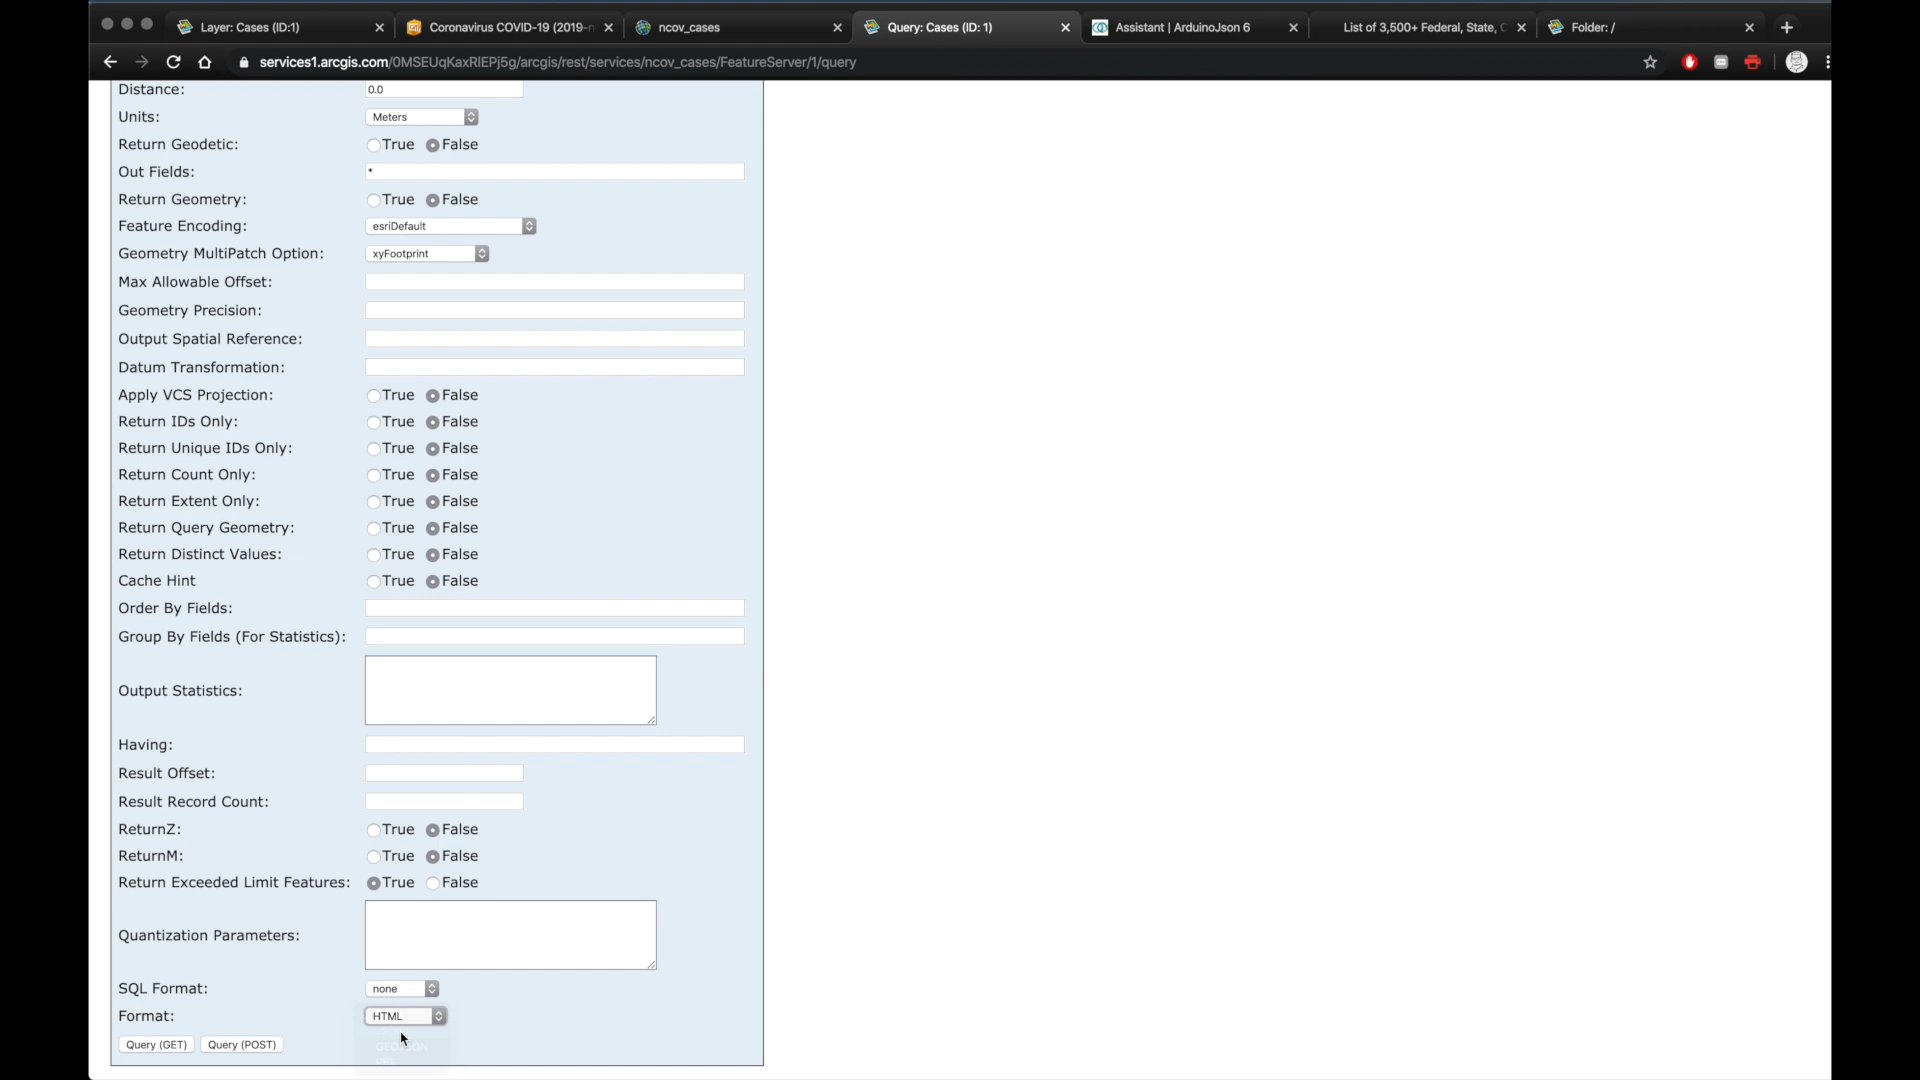 Layer: Cases (ID:1)
Coronavirus COVID-19 (2019-n
ncov_cases
Query: Cases (ID: 1)
Assistant | ArduinoJson 6
List of 3,500+ Federal, State, C
Folder: /
services1.arcgis.com/0MSEUqKaxRlEPj5g/arcgis/rest/services/ncov_cases/FeatureServer/1/query
Distance: 0.0
Units: Meters
Return Geodetic: True False
Out Fields: *
Return Geometry: True False
Feature Encoding: esriDefault
Geometry MultiPatch Option: xyFootprint
Max Allowable Offset:
Geometry Precision:
Output Spatial Reference:
Datum Transformation:
Apply VCS Projection: True False
Return IDs Only: True False
Return Unique IDs Only: True False
Return Count Only: True False
Return Extent Only: True False
Return Query Geometry: True False
Return Distinct Values: True False
Cache Hint True False
Order By Fields:
Group By Fields (For Statistics):
Output Statistics:
Having:
Result Offset:
Result Record Count:
ReturnZ: True False
ReturnM: True False
Return Exceeded Limit Features: True False
Quantization Parameters:
SQL Format: none
Format: HTML
Query (GET) Query (POST)